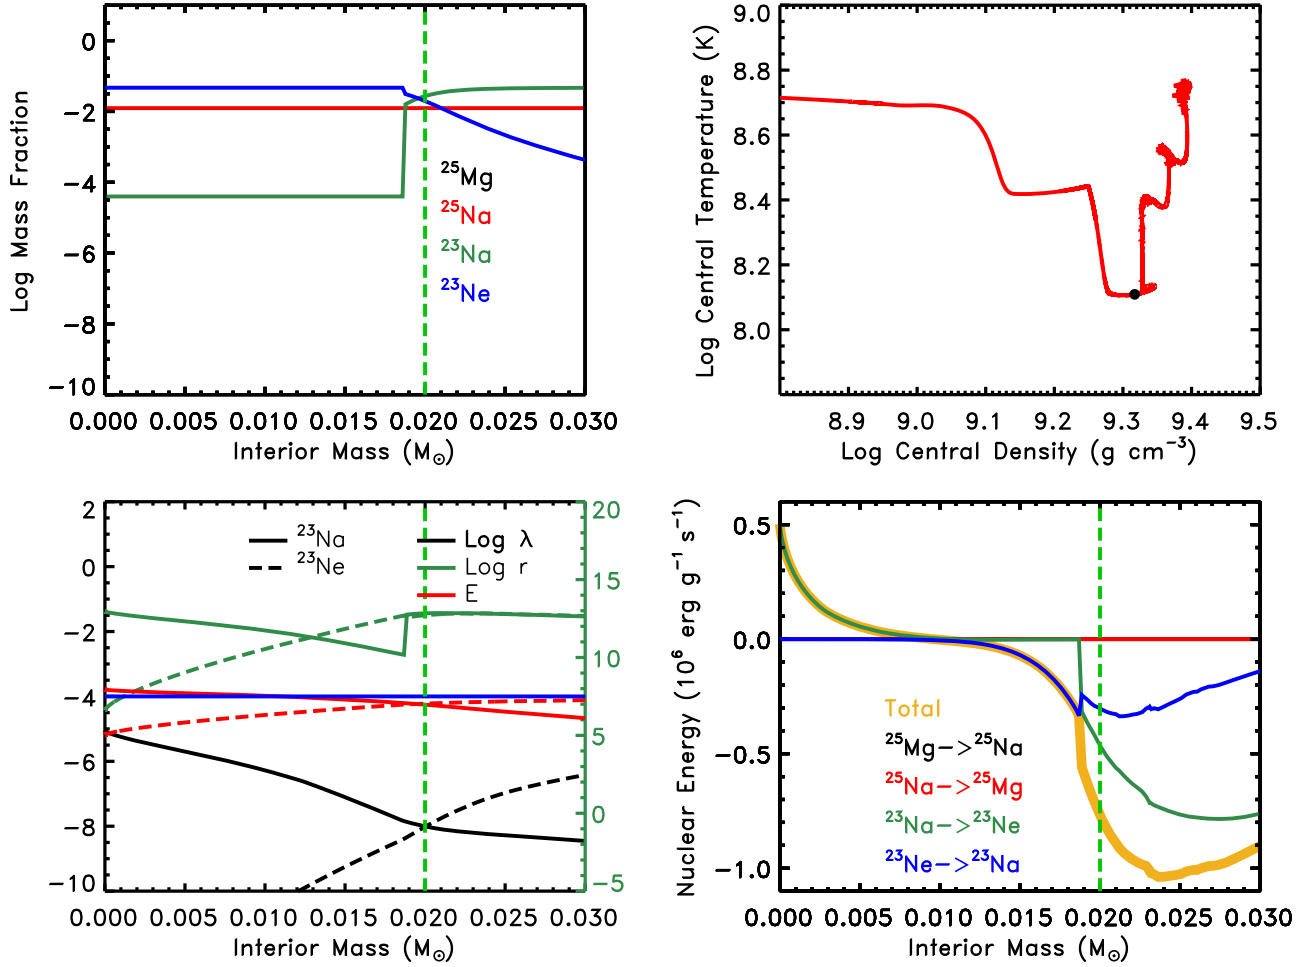 0
−2
−4
−6
−8
−10
Log Mass Fraction
²⁵Mg
²⁵Na
²³Na
²³Ne
0.000 0.005 0.010 0.015 0.020 0.025 0.030
Interior Mass (M☉)
9.0
8.8
8.6
8.4
8.2
8.0
Log Central Temperature (K)
8.9 9.0 9.1 9.2 9.3 9.4 9.5
Log Central Density (g cm⁻³)
2
0
−2
−4
−6
−8
−10
²³Na
²³Ne
Log λ
Log r
E
20
15
10
5
0
−5
0.000 0.005 0.010 0.015 0.020 0.025 0.030
Interior Mass (M☉)
0.5
0.0
−0.5
−1.0
Nuclear Energy (10⁶ erg g⁻¹ s⁻¹)
Total
²⁵Mg−>²⁵Na
²⁵Na−>²⁵Mg
²³Na−>²³Ne
²³Ne−>²³Na
0.000 0.005 0.010 0.015 0.020 0.025 0.030
Interior Mass (M☉)